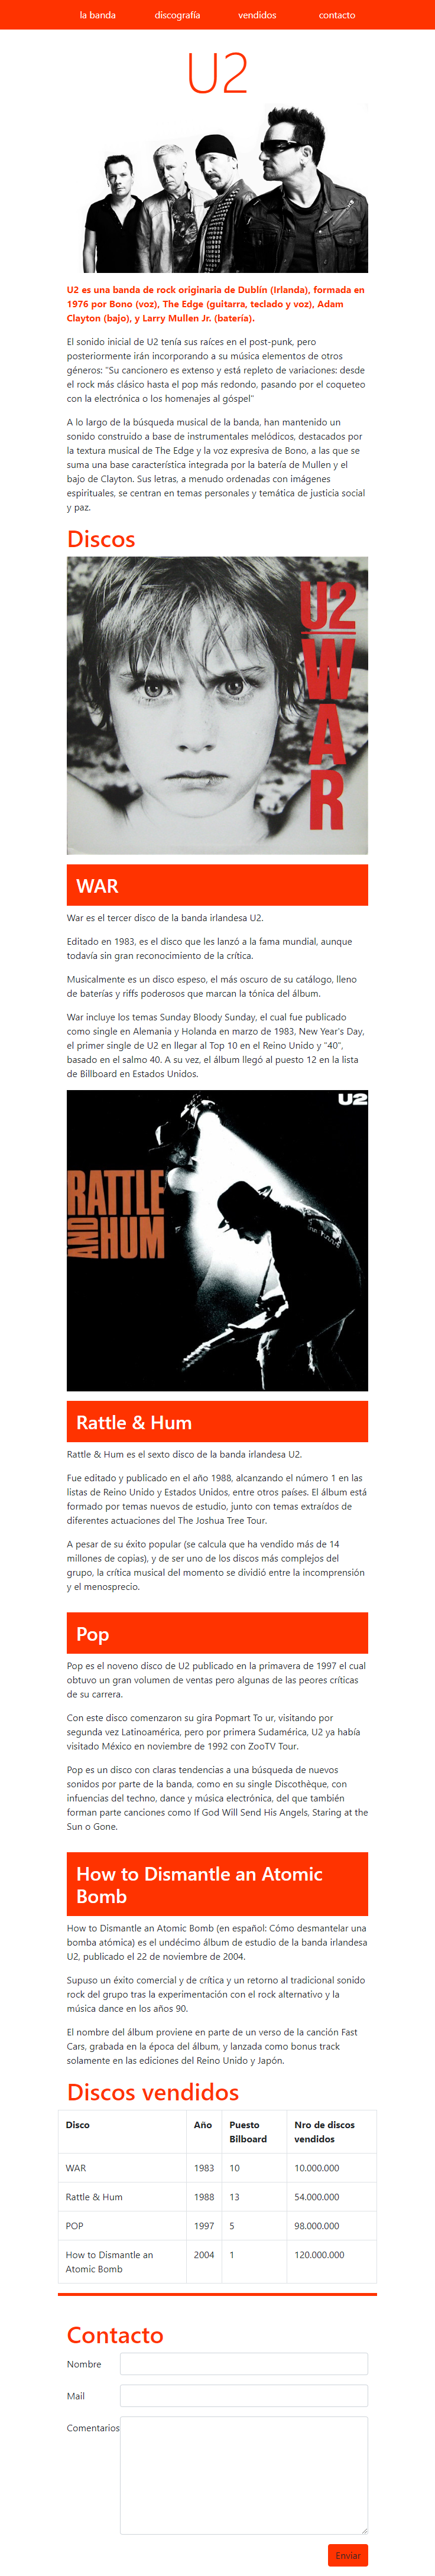 la banda discografía vendidos contacto
U2
U2 es una banda de rock originaria de Dublín (Irlanda), formada en
1976 por Bono (voz), The Edge (guitarra, teclado y voz), Adam
Clayton (bajo), y Larry Mullen Jr. (batería).
El sonido inicial de U2 tenía sus raíces en el post-punk, pero
posteriormente irán incorporando a su música elementos de otros
géneros: "Su cancionero es extenso y está repleto de variaciones: desde
el rock más clásico hasta el pop más redondo, pasando por el coqueteo
con la electrónica o los homenajes al góspel"
A lo largo de la búsqueda musical de la banda, han mantenido un
sonido construido a base de instrumentales melódicos, destacados por
la textura musical de The Edge y la voz expresiva de Bono, a las que se
suma una base característica integrada por la batería de Mullen y el
bajo de Clayton. Sus letras, a menudo ordenadas con imágenes
espirituales, se centran en temas personales y temática de justicia social
y paz.
Discos
U2
WAR
WAR
War es el tercer disco de la banda irlandesa U2.
Editado en 1983, es el disco que les lanzó a la fama mundial, aunque
todavía sin gran reconocimiento de la crítica.
Musicalmente es un disco espeso, el más oscuro de su catálogo, lleno
de baterías y riffs poderosos que marcan la tónica del álbum.
War incluye los temas Sunday Bloody Sunday, el cual fue publicado
como single en Alemania y Holanda en marzo de 1983, New Year's Day,
el primer single de U2 en llegar al Top 10 en el Reino Unido y "40",
basado en el salmo 40. A su vez, el álbum llegó al puesto 12 en la lista
de Billboard en Estados Unidos.
U2
RATTLE
AND HUM
Rattle & Hum
Rattle & Hum es el sexto disco de la banda irlandesa U2.
Fue editado y publicado en el año 1988, alcanzando el número 1 en las
listas de Reino Unido y Estados Unidos, entre otros países. El álbum está
formado por temas nuevos de estudio, junto con temas extraídos de
diferentes actuaciones del The Joshua Tree Tour.
A pesar de su éxito popular (se calcula que ha vendido más de 14
millones de copias), y de ser uno de los discos más complejos del
grupo, la crítica musical del momento se dividió entre la incomprensión
y el menosprecio.
Pop
Pop es el noveno disco de U2 publicado en la primavera de 1997 el cual
obtuvo un gran volumen de ventas pero algunas de las peores críticas
de su carrera.
Con este disco comenzaron su gira Popmart To ur, visitando por
segunda vez Latinoamérica, pero por primera Sudamérica, U2 ya había
visitado México en noviembre de 1992 con ZooTV Tour.
Pop es un disco con claras tendencias a una búsqueda de nuevos
sonidos por parte de la banda, como en su single Discothèque, con
infuencias del techno, dance y música electrónica, del que también
forman parte canciones como If God Will Send His Angels, Staring at the
Sun o Gone.
How to Dismantle an Atomic
Bomb
How to Dismantle an Atomic Bomb (en español: Cómo desmantelar una
bomba atómica) es el undécimo álbum de estudio de la banda irlandesa
U2, publicado el 22 de noviembre de 2004.
Supuso un éxito comercial y de crítica y un retorno al tradicional sonido
rock del grupo tras la experimentación con el rock alternativo y la
música dance en los años 90.
El nombre del álbum proviene en parte de un verso de la canción Fast
Cars, grabada en la época del álbum, y lanzada como bonus track
solamente en las ediciones del Reino Unido y Japón.
Discos vendidos
Disco Año Puesto Bilboard Nro de discos vendidos
WAR 1983 10 10.000.000
Rattle & Hum 1988 13 54.000.000
POP 1997 5 98.000.000
How to Dismantle an Atomic Bomb 2004 1 120.000.000
Contacto
Nombre
Mail
Comentarios
Enviar